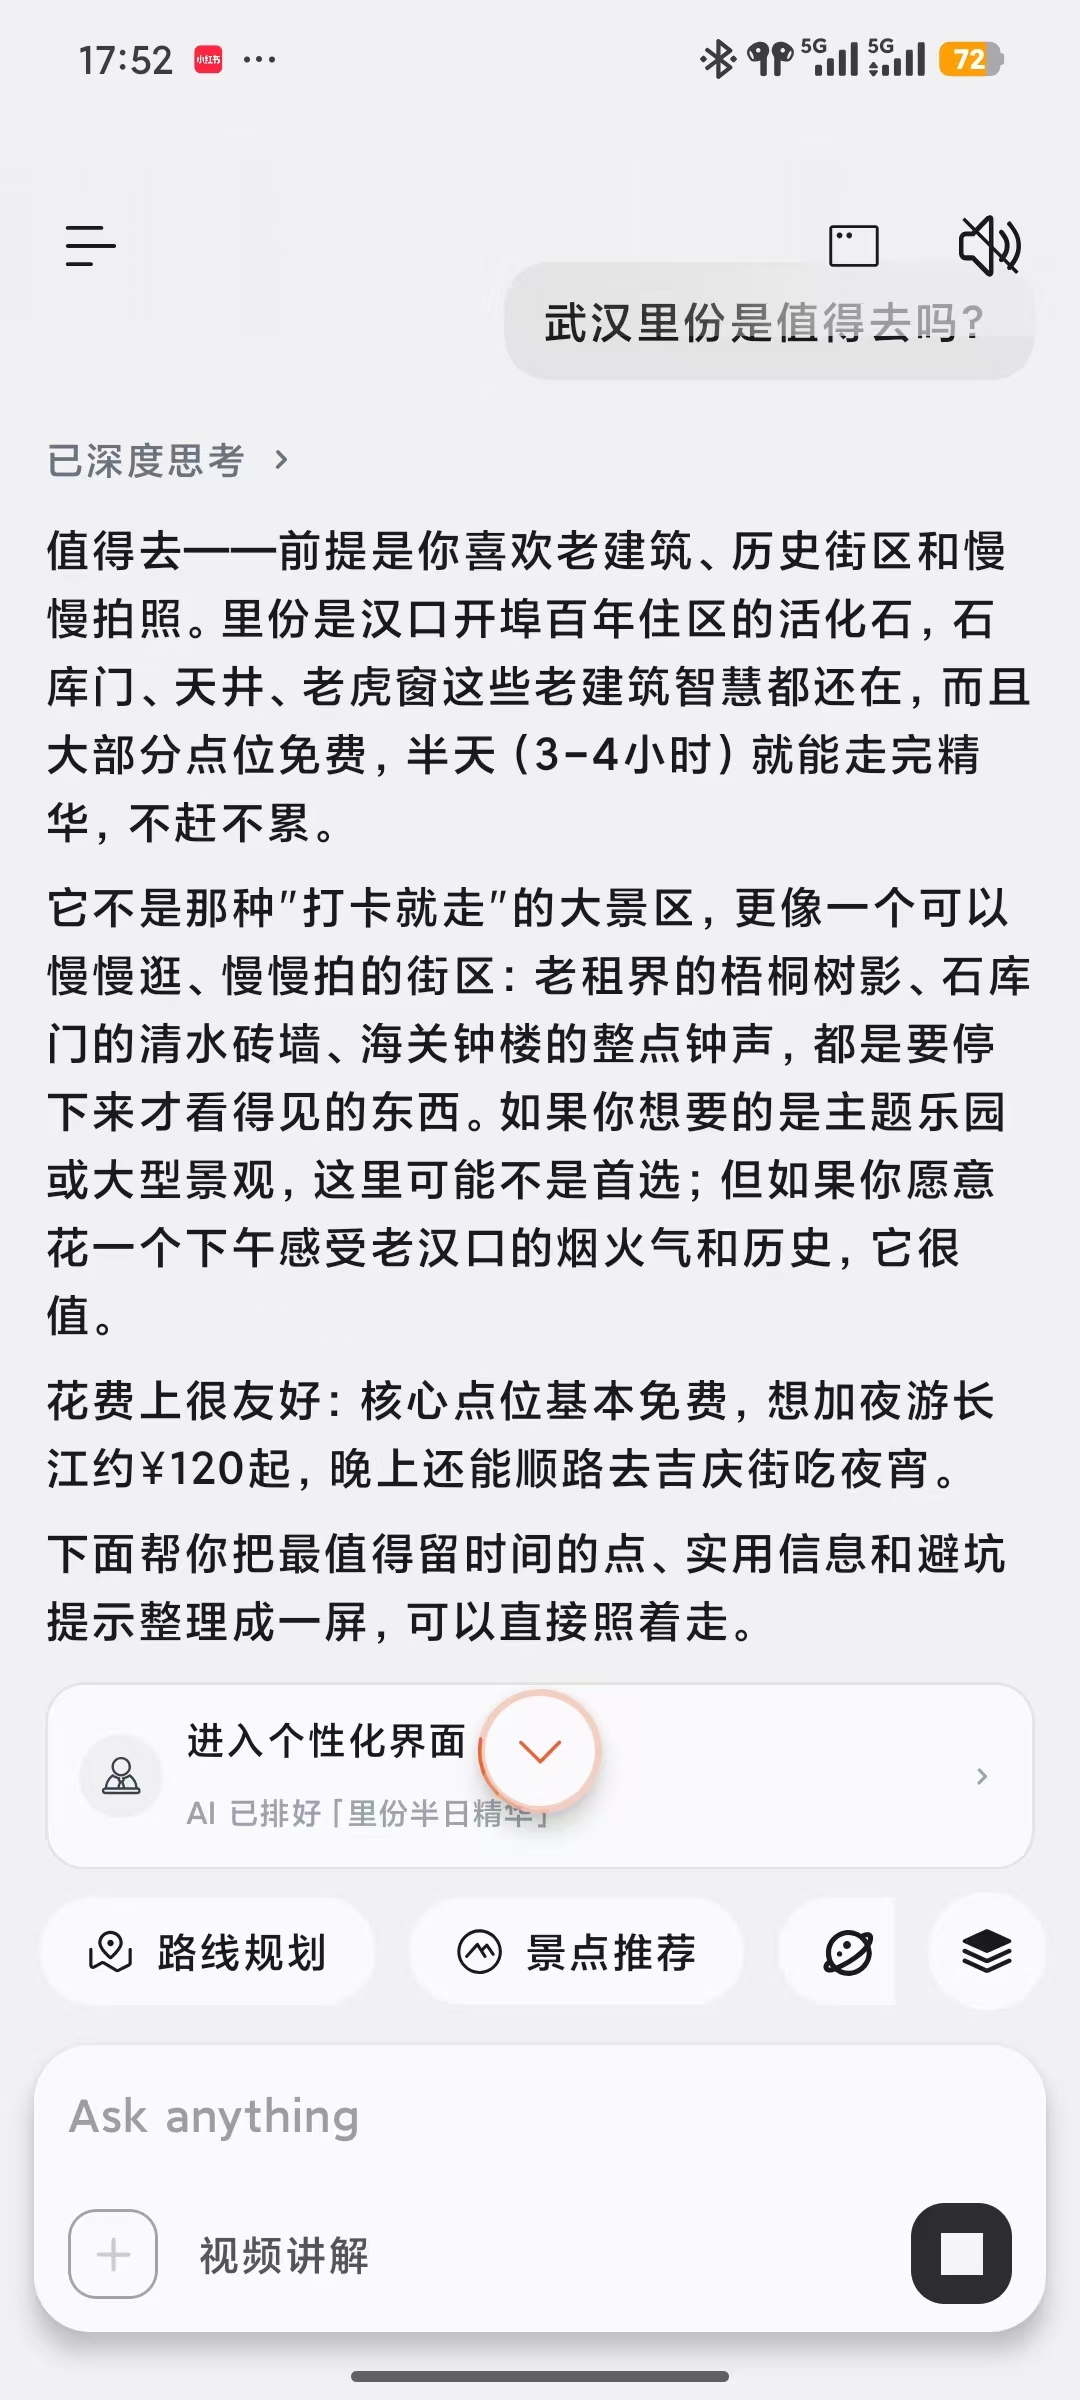 17:52
小红书
5G
5G
72
武汉里份是值得去吗?
已深度思考
值得去——前提是你喜欢老建筑、历史街区和慢
慢拍照。里份是汉口开埠百年住区的活化石，石
库门、天井、老虎窗这些老建筑智慧都还在，而且
大部分点位免费，半天（3-4小时）就能走完精
华，不赶不累。
它不是那种"打卡就走"的大景区，更像一个可以
慢慢逛、慢慢拍的街区：老租界的梧桐树影、石库
门的清水砖墙、海关钟楼的整点钟声，都是要停
下来才看得见的东西。如果你想要的是主题乐园
或大型景观，这里可能不是首选；但如果你愿意
花一个下午感受老汉口的烟火气和历史，它很
值。
花费上很友好：核心点位基本免费，想加夜游长
江约¥120起，晚上还能顺路去吉庆街吃夜宵。
下面帮你把最值得留时间的点、实用信息和避坑
提示整理成一屏，可以直接照着走。
进入个性化界面
AI 已排好「里份半日精华」
路线规划
景点推荐
Ask anything
视频讲解